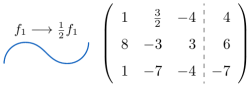 f₁ ⟶ ½f₁
1 3/2 −4 4
8 −3 3 6
1 −7 −4 −7